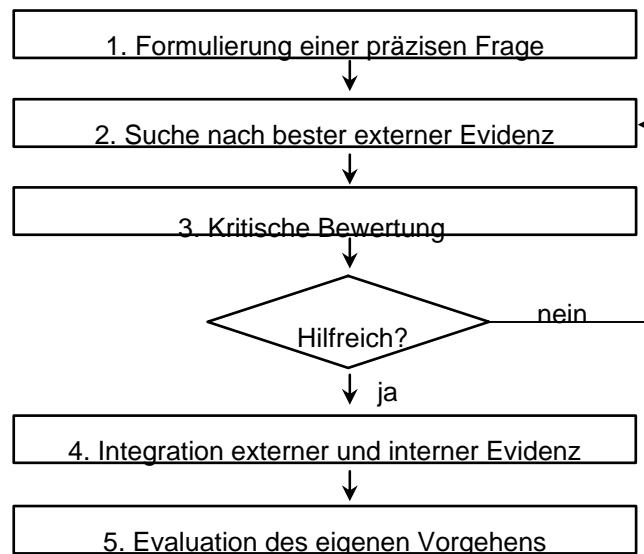 1. Formulierung einer präzisen Frage
2. Suche nach bester externer Evidenz
3. Kritische Bewertung
Hilfreich?
nein
ja
4. Integration externer und interner Evidenz
5. Evaluation des eigenen Vorgehens